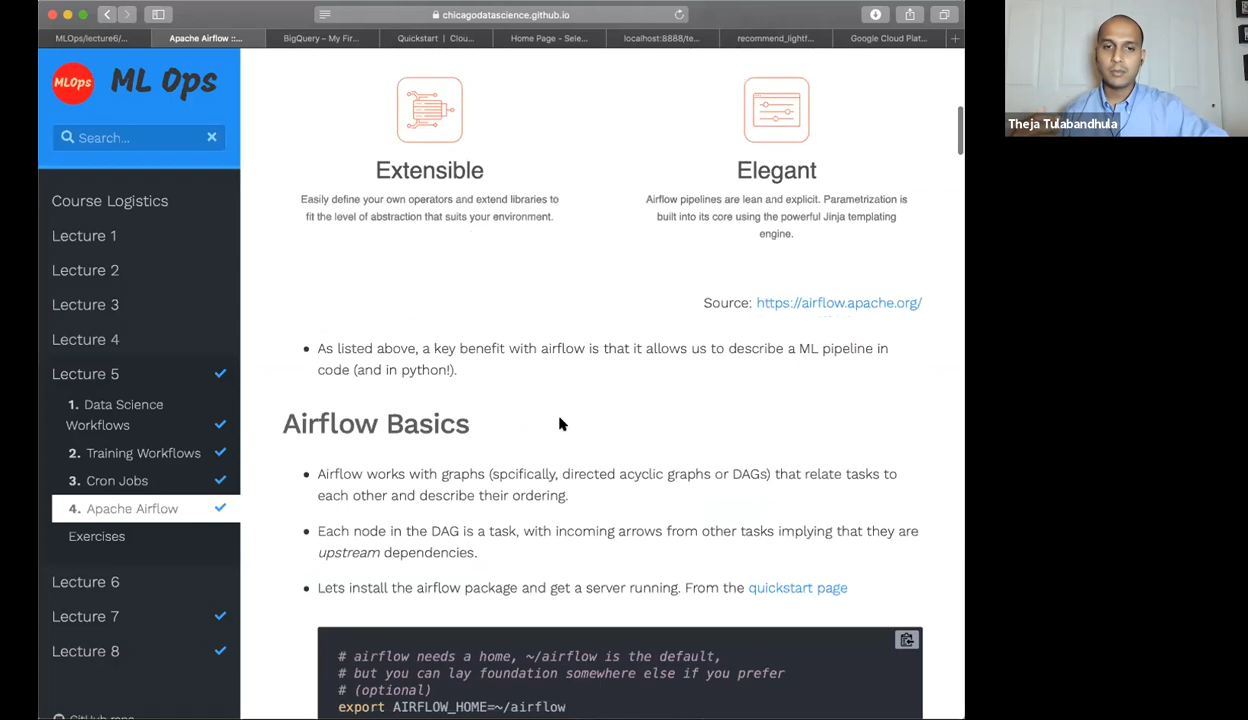 chicagodatascience.github.io
MLOps/lecture6/...
Apache Airflow ::...
BigQuery – My Fir...
Quickstart | Clou...
Home Page - Sele...
localhost:8888/te...
recommend_lightf...
Google Cloud Plat...
MLOps
ML Ops
Search...
Course Logistics
Lecture 1
Lecture 2
Lecture 3
Lecture 4
Lecture 5
1. Data Science
Workflows
2. Training Workflows
3. Cron Jobs
4. Apache Airflow
Exercises
Lecture 6
Lecture 7
Lecture 8
GitHub repo
Extensible
Easily define your own operators and extend libraries to
fit the level of abstraction that suits your environment.
Elegant
Airflow pipelines are lean and explicit. Parametrization is
built into its core using the powerful Jinja templating
engine.
Source: https://airflow.apache.org/
• As listed above, a key benefit with airflow is that it allows us to describe a ML pipeline in
code (and in python!).
Airflow Basics
• Airflow works with graphs (spcifically, directed acyclic graphs or DAGs) that relate tasks to
each other and describe their ordering.
• Each node in the DAG is a task, with incoming arrows from other tasks implying that they are
upstream dependencies.
• Lets install the airflow package and get a server running. From the quickstart page
# airflow needs a home, ~/airflow is the default,
# but you can lay foundation somewhere else if you prefer
# (optional)
export AIRFLOW_HOME=~/airflow
Theja Tulabandhula